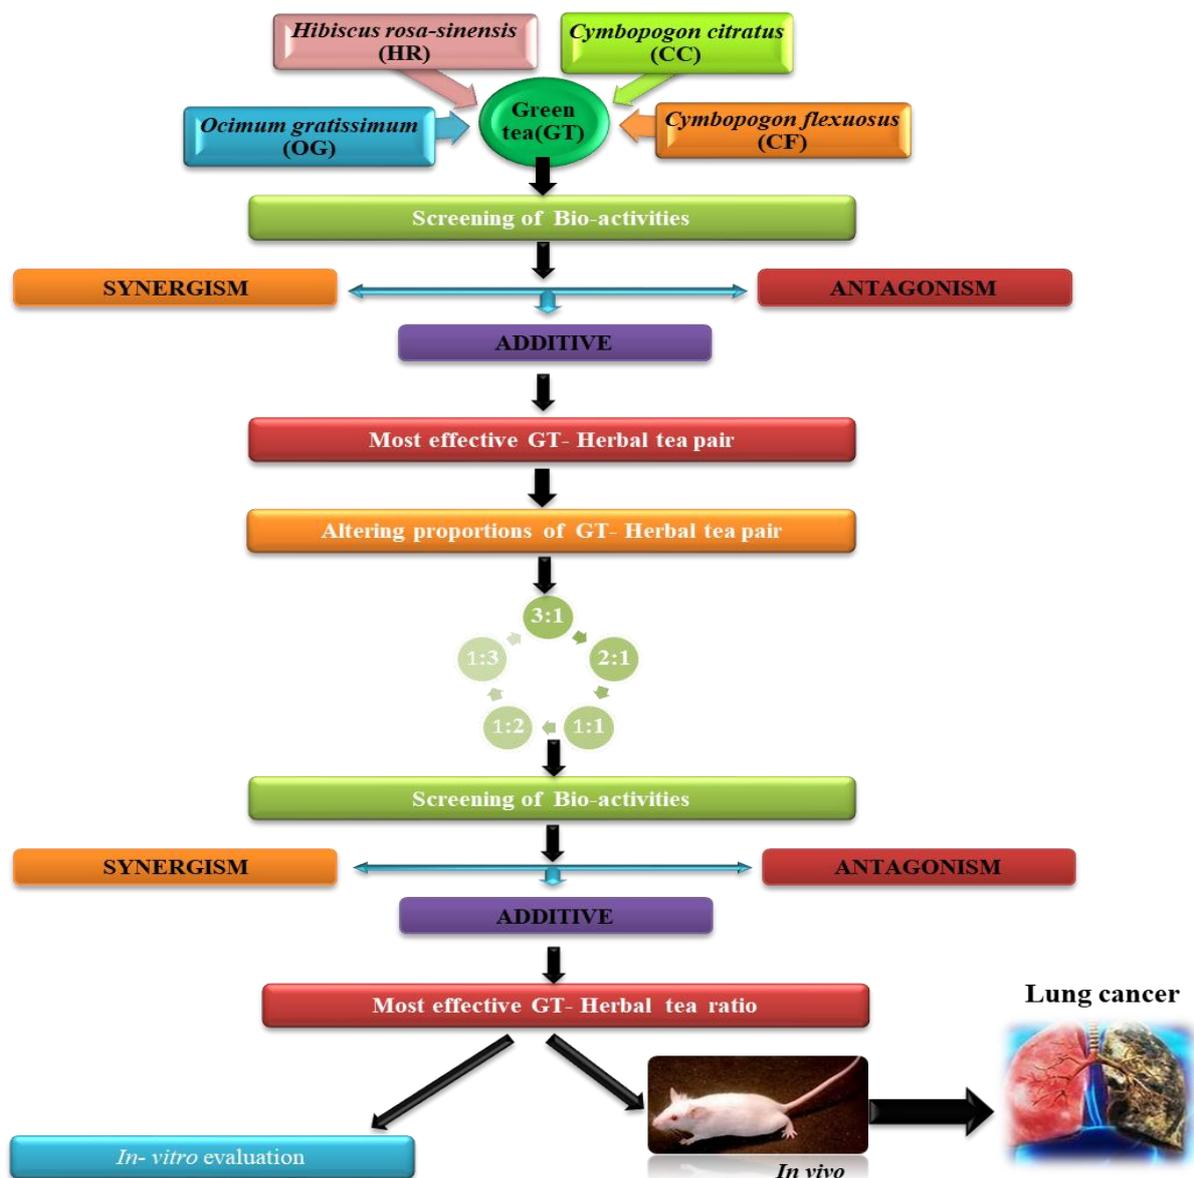 Hibiscus rosa-sinensis
(HR)
Cymbopogon citratus
(CC)
Green
tea(GT)
Ocimum gratissimum
(OG)
Cymbopogon flexuosus
(CF)
Screening of Bio-activities
SYNERGISM
ANTAGONISM
ADDITIVE
Most effective GT- Herbal tea pair
Altering proportions of GT- Herbal tea pair
3:1
2:1
1:1
1:2
1:3
Screening of Bio-activities
SYNERGISM
ANTAGONISM
ADDITIVE
Most effective GT- Herbal tea ratio
Lung cancer
In- vitro evaluation
In vivo